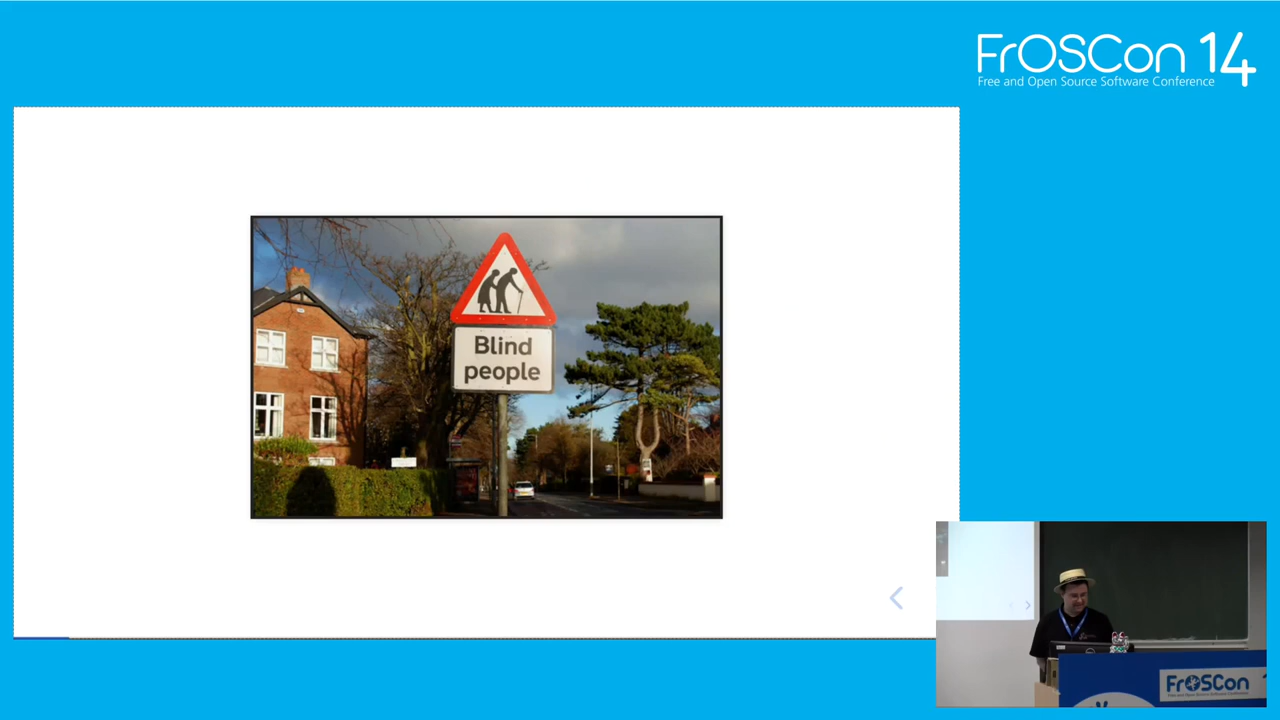 FrOSCon 14
Free and Open Source Software Conference
Blind
people
FrOSCon